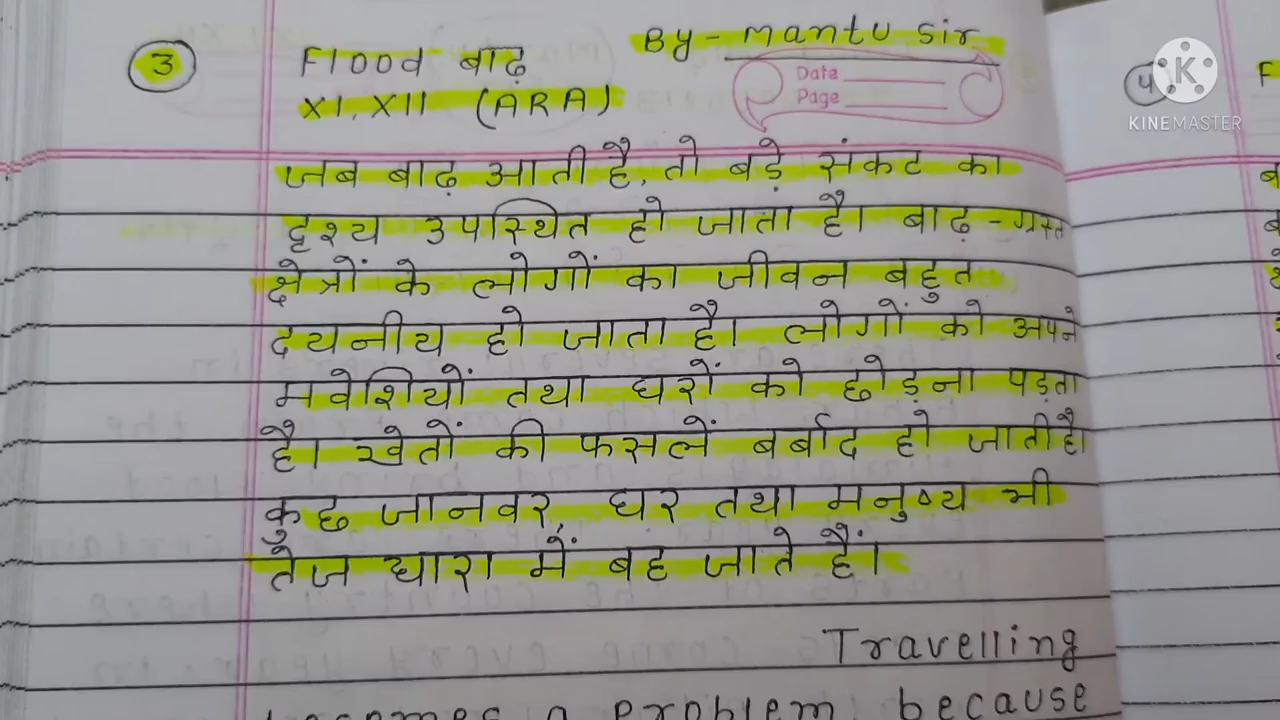 3 Flood बाढ़ By - mantu sir
XI, XII (ARA)
Date
Page
जब बाढ़ आती है, तो बड़े संकट का
दृश्य उपस्थित हो जाता है। बाढ़ - ग्रस्त
क्षेत्रों के लोगों का जीवन बहुत
दयनीय हो जाता है। लोगों को अपने
मवेशियों तथा घरों को छोड़ना पड़ता
है। खेतों की फसलें बर्बाद हो जाती है।
कुछ जानवर, घर तथा मनुष्य भी
तेज धारा में बह जाते हैं।
Travelling
becomes a problem because
4
F
K
KINEMASTER